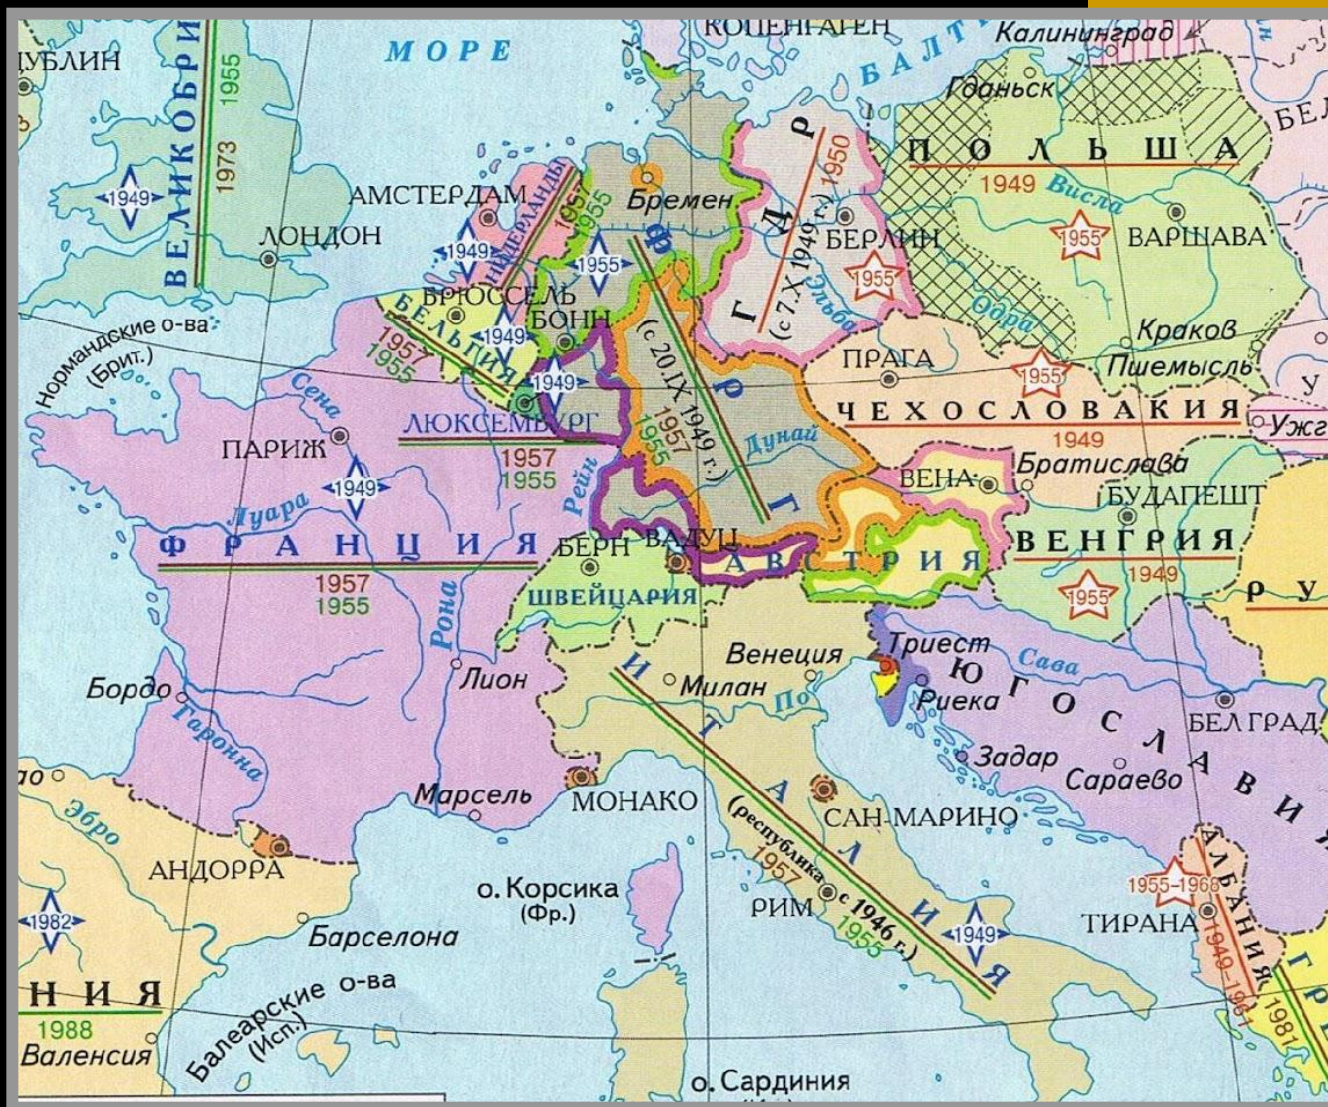 МОРЕ
КОПЕНГАГЕН
БАЛТ
Калининград
ДУБЛИН
ВЕЛИКОБРИ
1955
1973
1949
ЛОНДОН
АМСТЕРДАМ
НИДЕРЛАНДЫ
1957
1955
1949
Бремен
1955
ГДР
(с 7.X 1949 г.)
1950
БЕРЛИН
1955
Эльба
Гданьск
ПОЛЬША
1949
Висла
1955
ВАРШАВА
БЕЛ
Одра
Краков
Пшемысль
Нормандские о-ва
(Брит.)
БРЮССЕЛЬ
БЕЛЬГИЯ
1957
1955
1949
БОНН
1949
ФРГ
(с 20.IX 1949 г.)
1957
1955
Дунай
ПРАГА
1955
ЧЕХОСЛОВАКИЯ
1949
У
Ужг
Сена
ПАРИЖ
ЛЮКСЕМБУРГ
1957
1955
Рейн
1949
Луара
ФРАНЦИЯ
1957
1955
БЕРН
ВАДУЦ
ШВЕЙЦАРИЯ
АВСТРИЯ
ВЕНА
Братислава
БУДАПЕШТ
ВЕНГРИЯ
1949
1955
РУ
Рона
Лион
Бордо
Гаронна
Марсель
МОНАКО
Венеция
Милан
По
Триест
Риека
ЮГОСЛАВИЯ
Сава
БЕЛГРАД
Задар
Сараево
ИТАЛИЯ
(республика с 1946 г.)
1957
1955
САН-МАРИНО
РИМ
1949
АЛБАНИЯ
1955-1968
ТИРАНА
1949-1961
ГР
1981
ао
Эбро
АНДОРРА
1982
Барселона
НИЯ
1988
Валенсия
Балеарские о-ва
(Исп.)
о. Корсика
(Фр.)
о. Сардиния